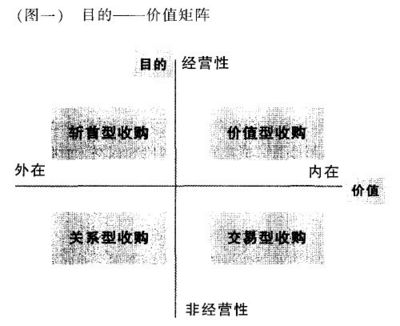 (图一) 目的——价值矩阵
目的 经营性
斩首型收购 价值型收购
外在 内在
价值
关系型收购 交易型收购
非经营性